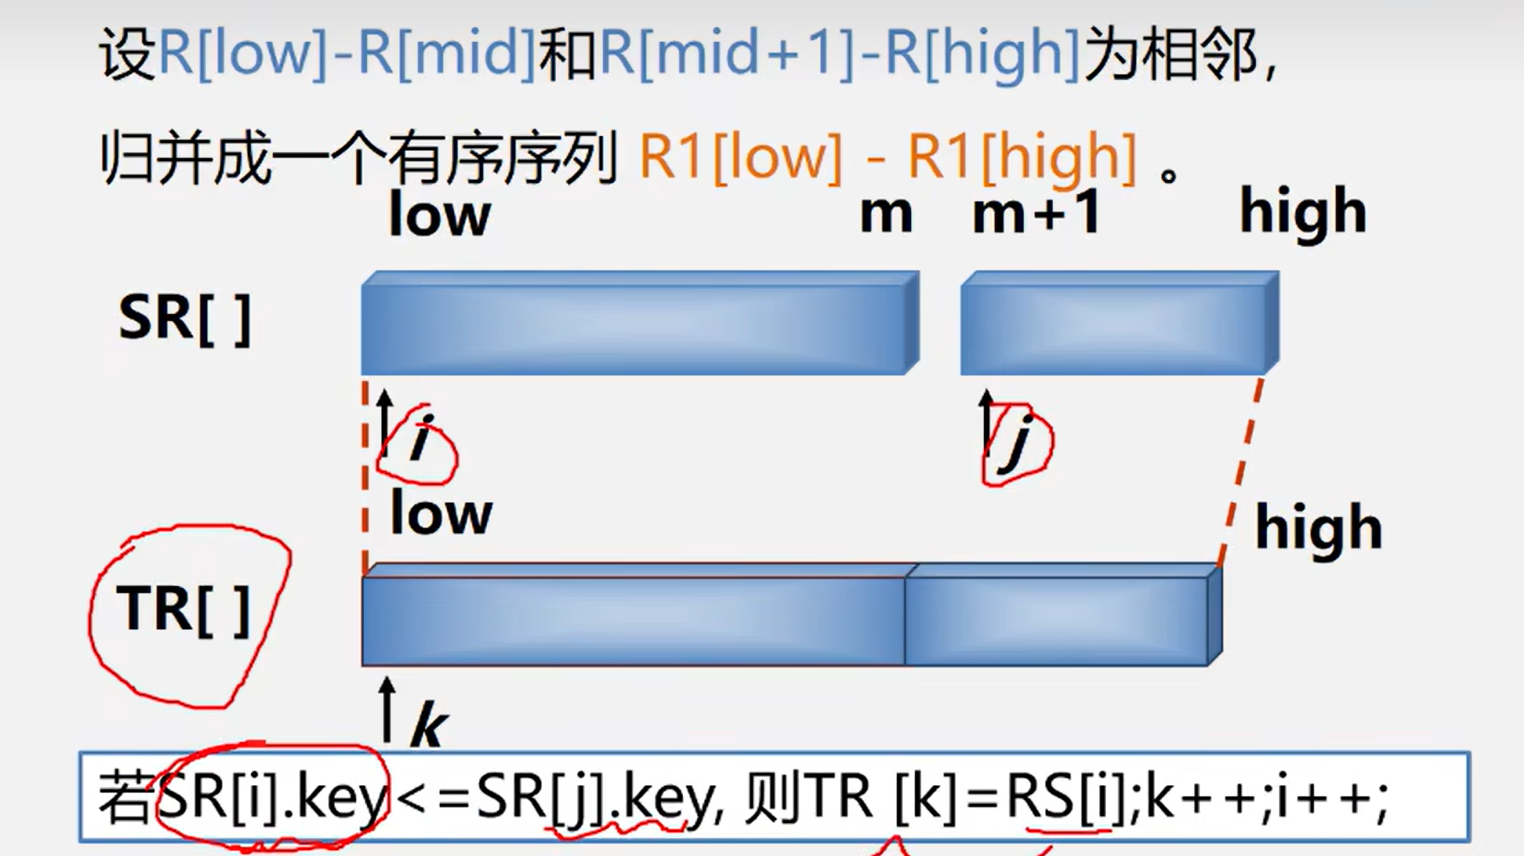 设R[low]-R[mid]和R[mid+1]-R[high]为相邻，
归并成一个有序序列 R1[low] - R1[high] 。
low m m+1 high
SR[ ]
i j
low high
TR[ ]
k
若SR[i].key<=SR[j].key, 则TR [k]=RS[i];k++;i++;